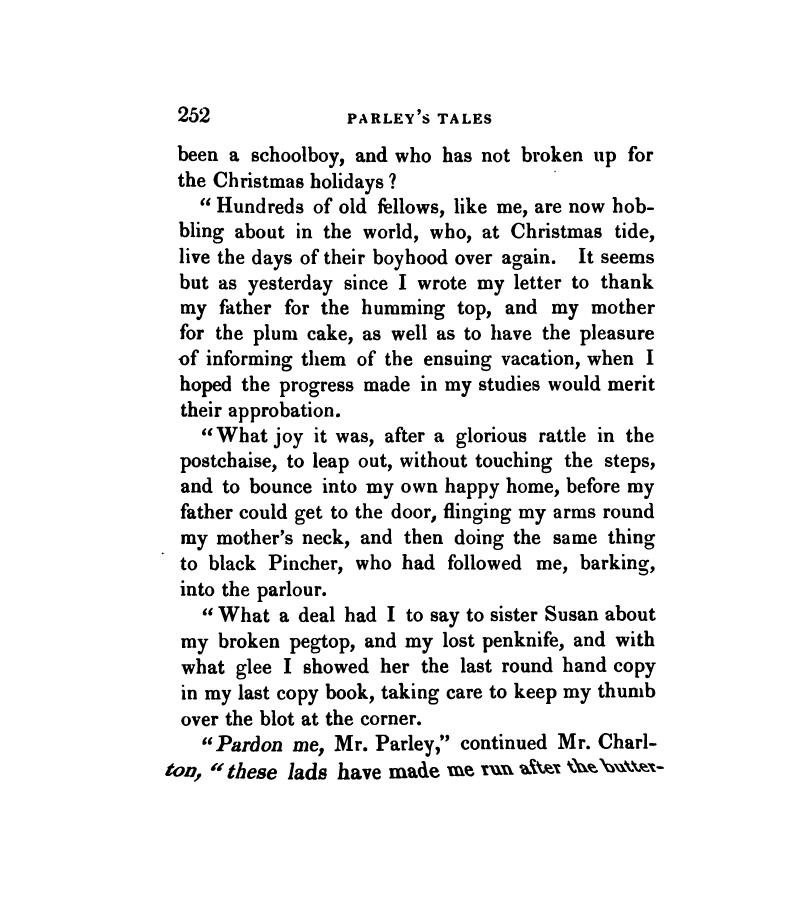 252 PARLEY'S TALES
been a schoolboy, and who has not broken up for
the Christmas holidays?
"Hundreds of old fellows, like me, are now hob-
bling about in the world, who, at Christmas tide,
live the days of their boyhood over again. It seems
but as yesterday since I wrote my letter to thank
my father for the humming top, and my mother
for the plum cake, as well as to have the pleasure
of informing them of the ensuing vacation, when I
hoped the progress made in my studies would merit
their approbation.
"What joy it was, after a glorious rattle in the
postchaise, to leap out, without touching the steps,
and to bounce into my own happy home, before my
father could get to the door, flinging my arms round
my mother's neck, and then doing the same thing
to black Pincher, who had followed me, barking,
into the parlour.
"What a deal had I to say to sister Susan about
my broken pegtop, and my lost penknife, and with
what glee I showed her the last round hand copy
in my last copy book, taking care to keep my thumb
over the blot at the corner.
"Pardon me, Mr. Parley," continued Mr. Charl-
ton, "these lads have made me run after the butter-